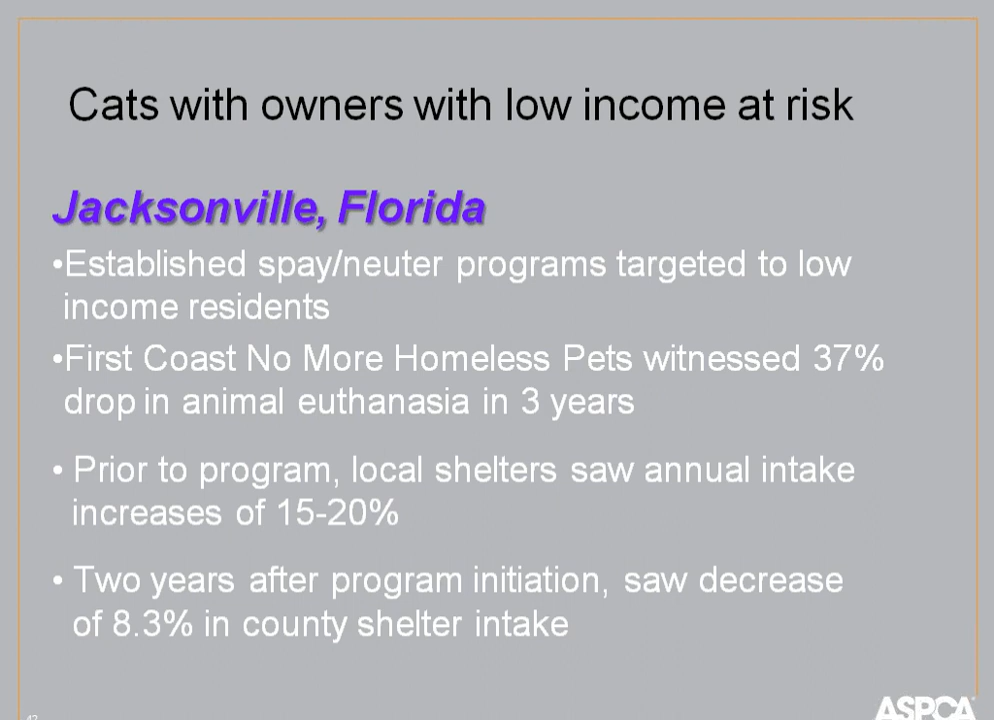 Cats with owners with low income at risk
Jacksonville, Florida
•Established spay/neuter programs targeted to low
income residents
•First Coast No More Homeless Pets witnessed 37%
drop in animal euthanasia in 3 years
• Prior to program, local shelters saw annual intake
increases of 15-20%
• Two years after program initiation, saw decrease
of 8.3% in county shelter intake
42
ASPCA